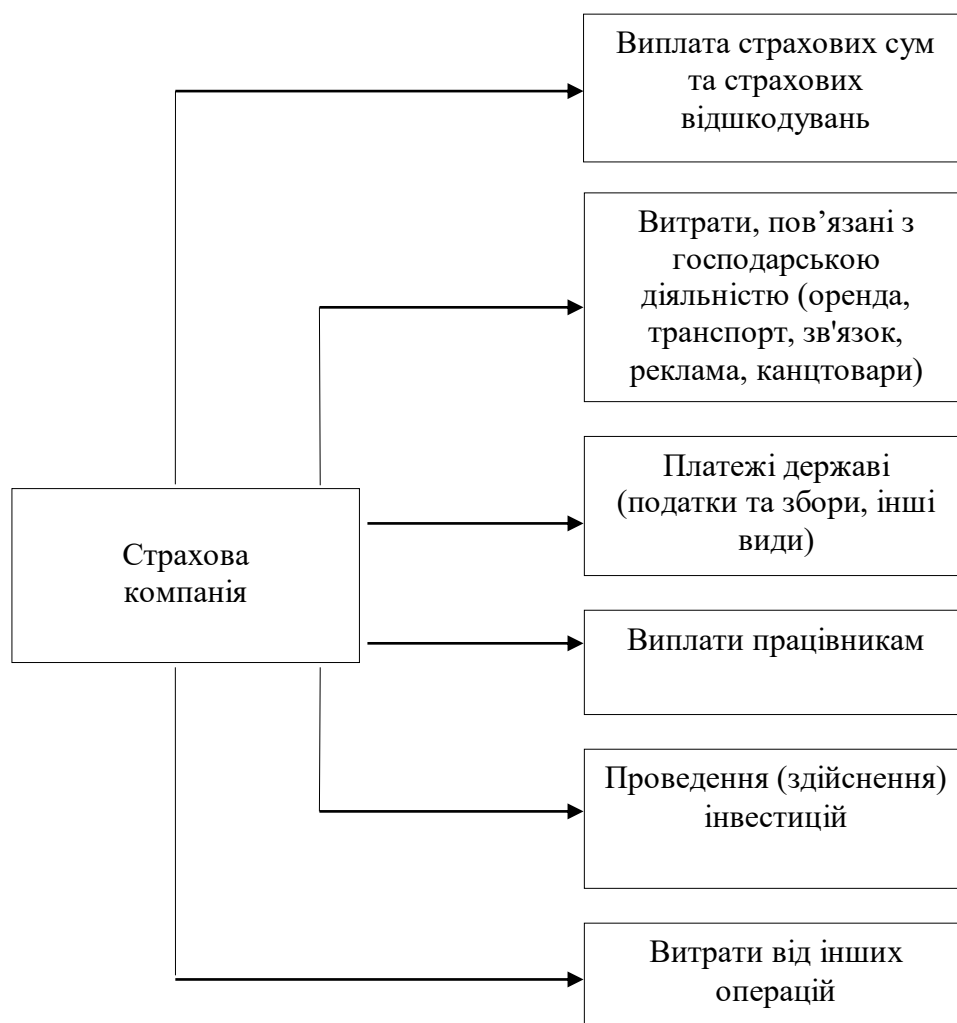 Виплата страхових сум
та страхових
відшкодувань
Витрати, пов’язані з
господарською
діяльністю (оренда,
транспорт, зв'язок,
реклама, канцтовари)
Платежі державі
(податки та збори, інші
види)
Страхова
компанія
Виплати працівникам
Проведення (здійснення)
інвестицій
Витрати від інших
операцій